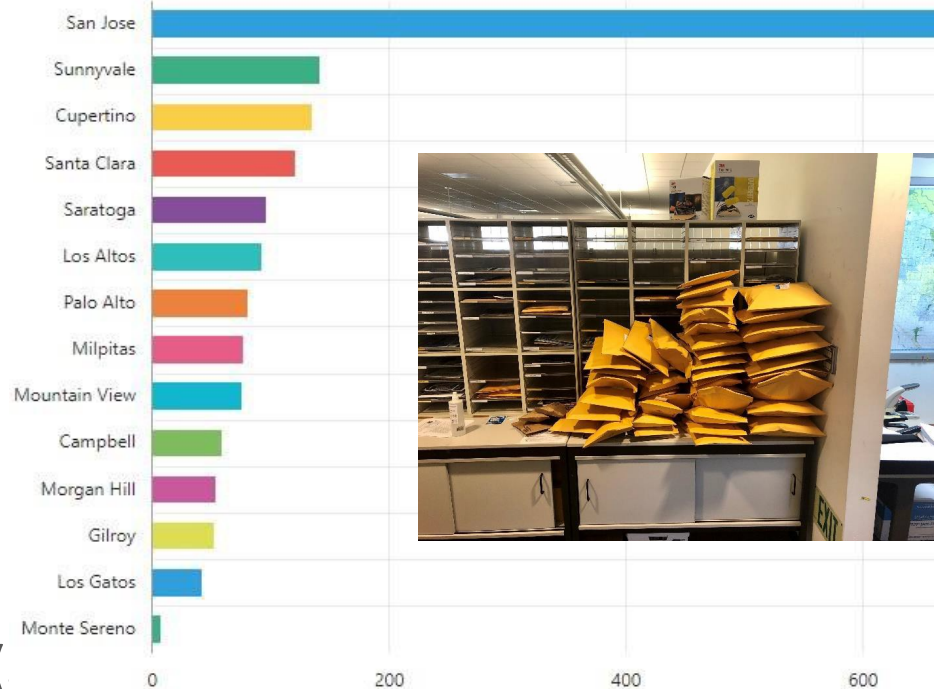 San Jose
Sunnyvale
Cupertino
Santa Clara
Saratoga
Los Altos
Palo Alto
Milpitas
Mountain View
Campbell
Morgan Hill
Gilroy
Los Gatos
Monte Sereno
0 200 400 600
EXIT